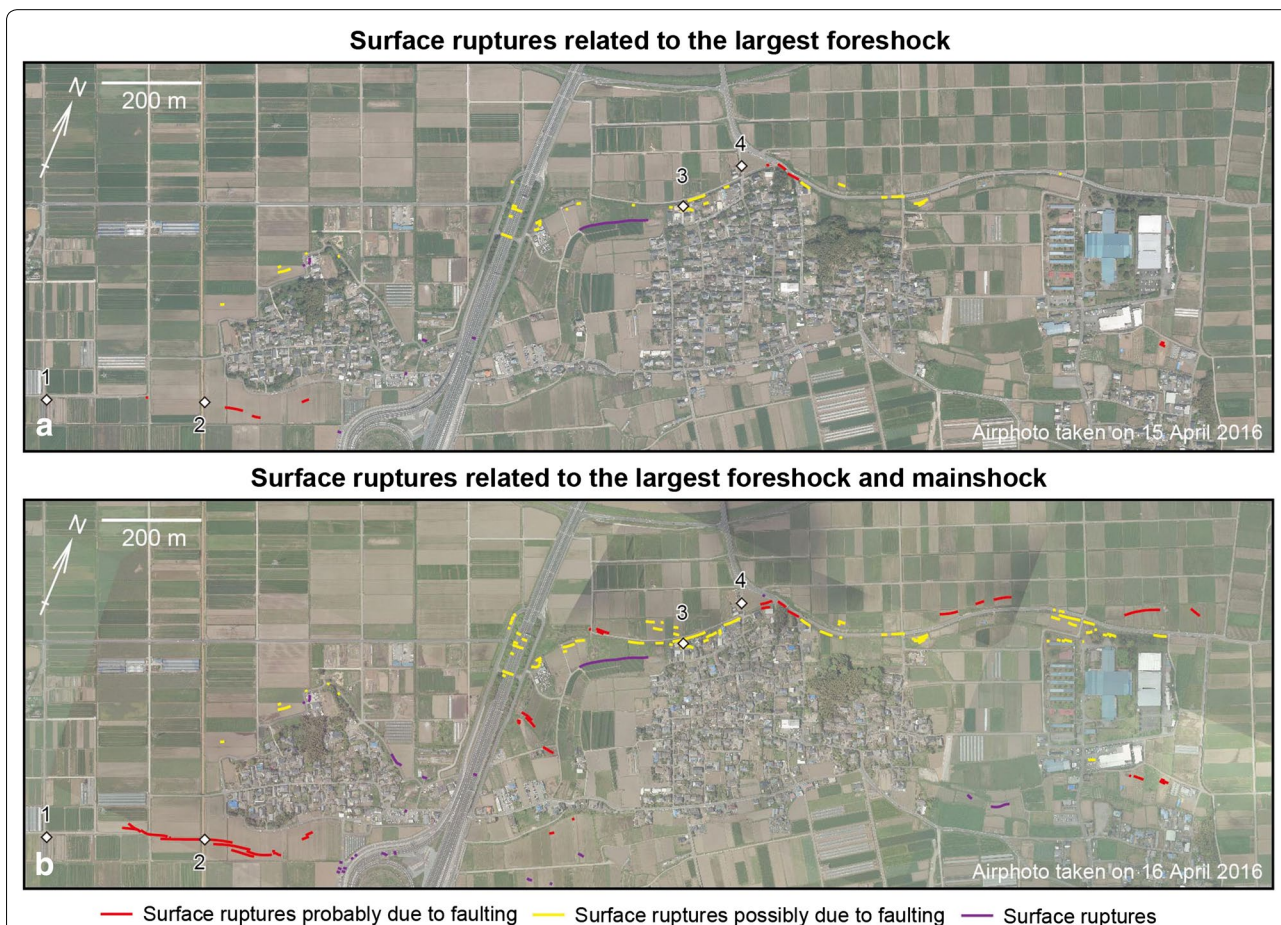 Surface ruptures related to the largest foreshock
N
200 m
4
3
1
2
a
Airphoto taken on 15 April 2016
Surface ruptures related to the largest foreshock and mainshock
N
200 m
4
3
1
2
b
Airphoto taken on 16 April 2016
Surface ruptures probably due to faulting Surface ruptures possibly due to faulting Surface ruptures